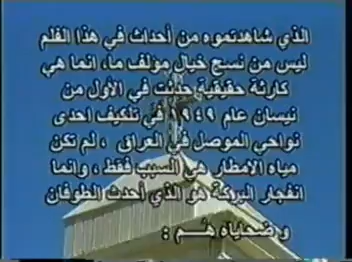 الذي شاهدتموه من أحداث في هذا الفلم
ليس من نسج خيال مؤلف ما، انما هي
كارثة حقيقية حدثت في الأول من
نيسان عام ١٩٤٩ في تلكيف احدى
نواحي الموصل في العراق ، لم تكن
مياه الامطار هي السبب فقط ، وانما
انفجار البركة هو الذي أحدث الطوفان
وضحاياه هم :